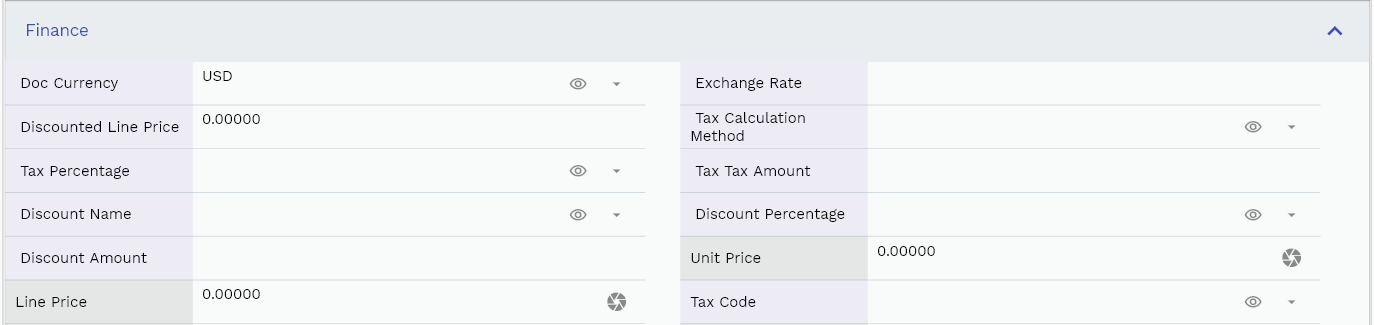 Finance
Doc Currency USD Exchange Rate
Discounted Line Price 0.00000 Tax Calculation
Method
Tax Percentage Tax Tax Amount
Discount Name Discount Percentage
Discount Amount Unit Price 0.00000
Line Price 0.00000 Tax Code